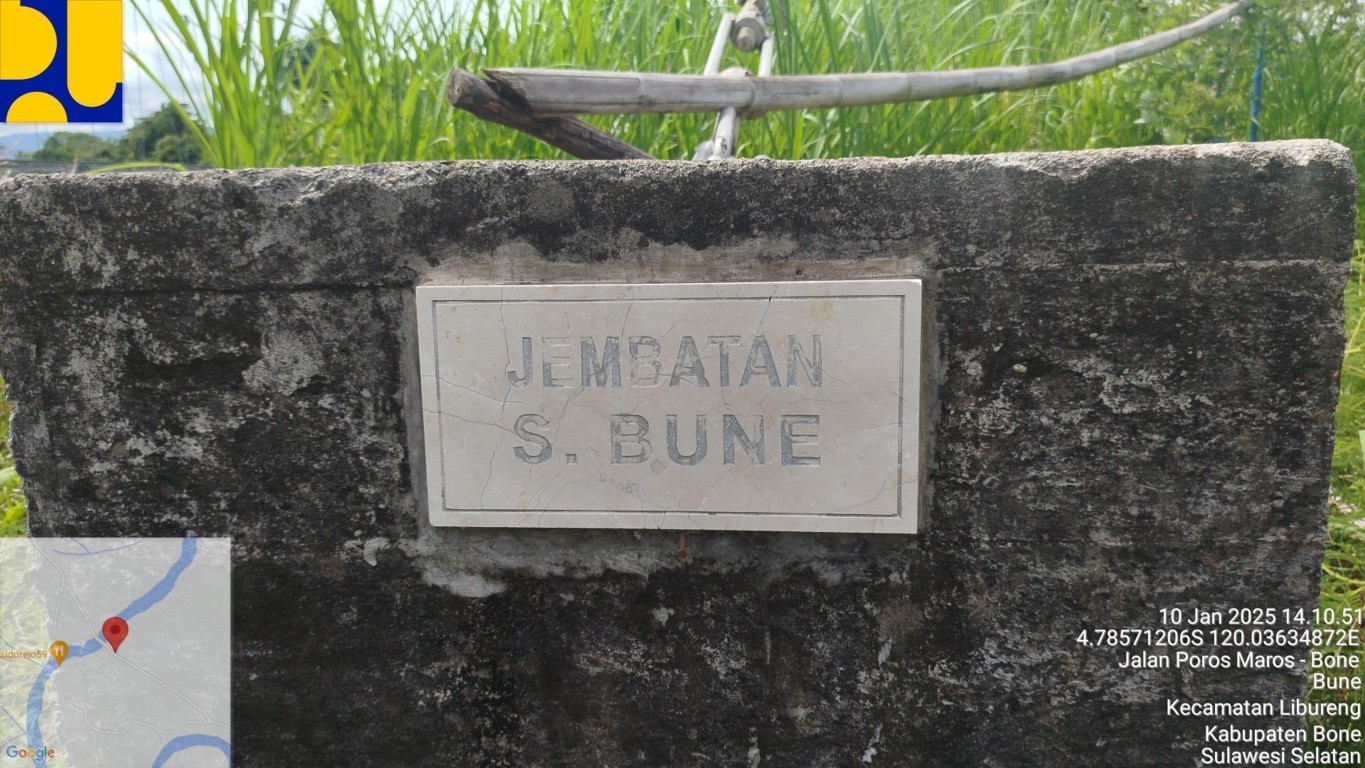 JEMBATAN
S. BUNE
sidorejo59
Google
10 Jan 2025 14.10.51
4.78571206S 120.03634872E
Jalan Poros Maros - Bone
Bune
Kecamatan Libureng
Kabupaten Bone
Sulawesi Selatan